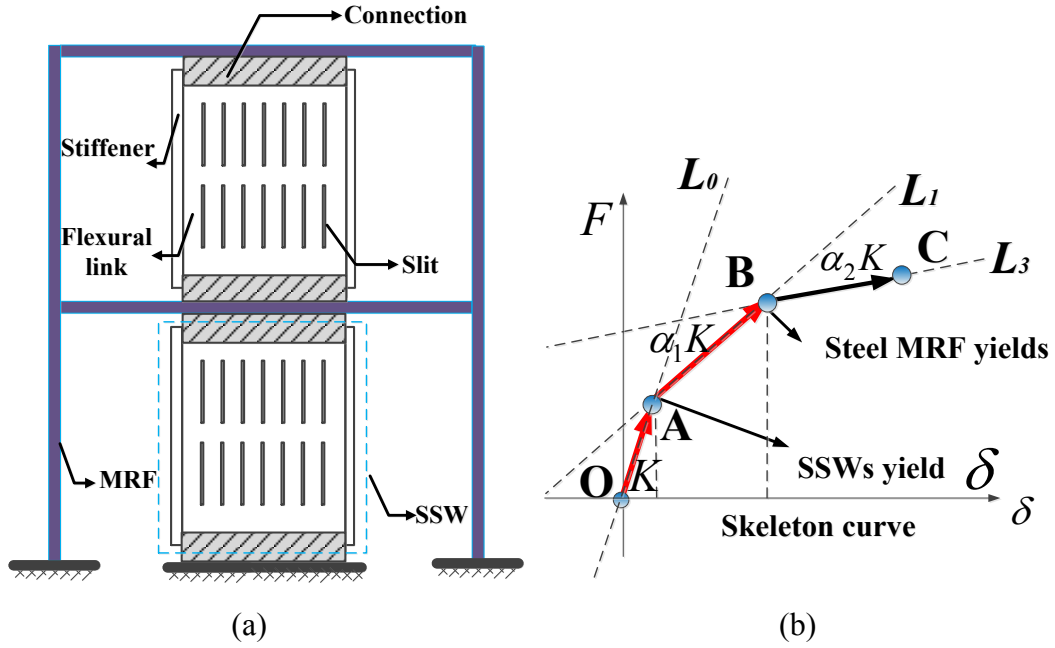 Connection
Stiffener
Flexural
link
Slit
MRF
SSW
(a)
L₀
L₁
F
B
α₂K
C
L₃
α₁K
Steel MRF yields
A
SSWs yield
O
K
δ
δ
Skeleton curve
(b)